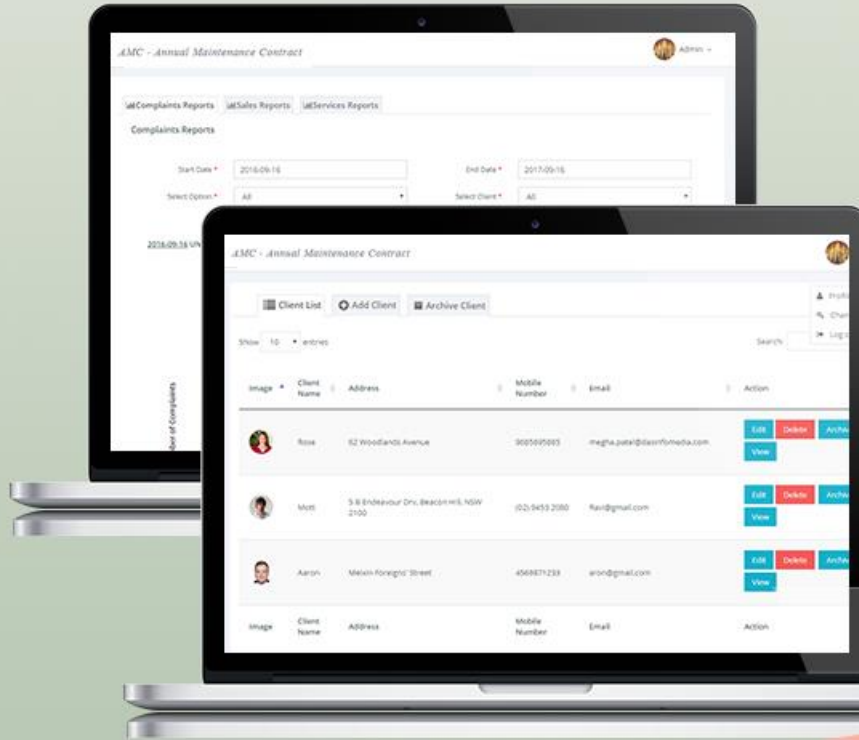 AMC - Annual Maintenance Contract
Admin
Complaints Reports Sales Reports Services Reports
Complaints Reports
Start Date * 2016-09-16 End Date * 2017-09-16
Select Option * All Select Client * All
2016-09-16
AMC - Annual Maintenance Contract
Client List Add Client Archive Client
Show 10 entries
Search
Image Client Name Address Mobile Number Email Action
Rose 62 Woodlands Avenue megha.patel@dasinfomedia.com Edit Delete
View
Mott 5-8 Endeavour Drv, Beacon Hill, NSW 2100 (02) 9453 2080 Ravi@gmail.com Edit Delete
View
Aaron Street 4568871233 aron@gmail.com Edit Delete
View
Image Client Name Address Mobile Number Email Action